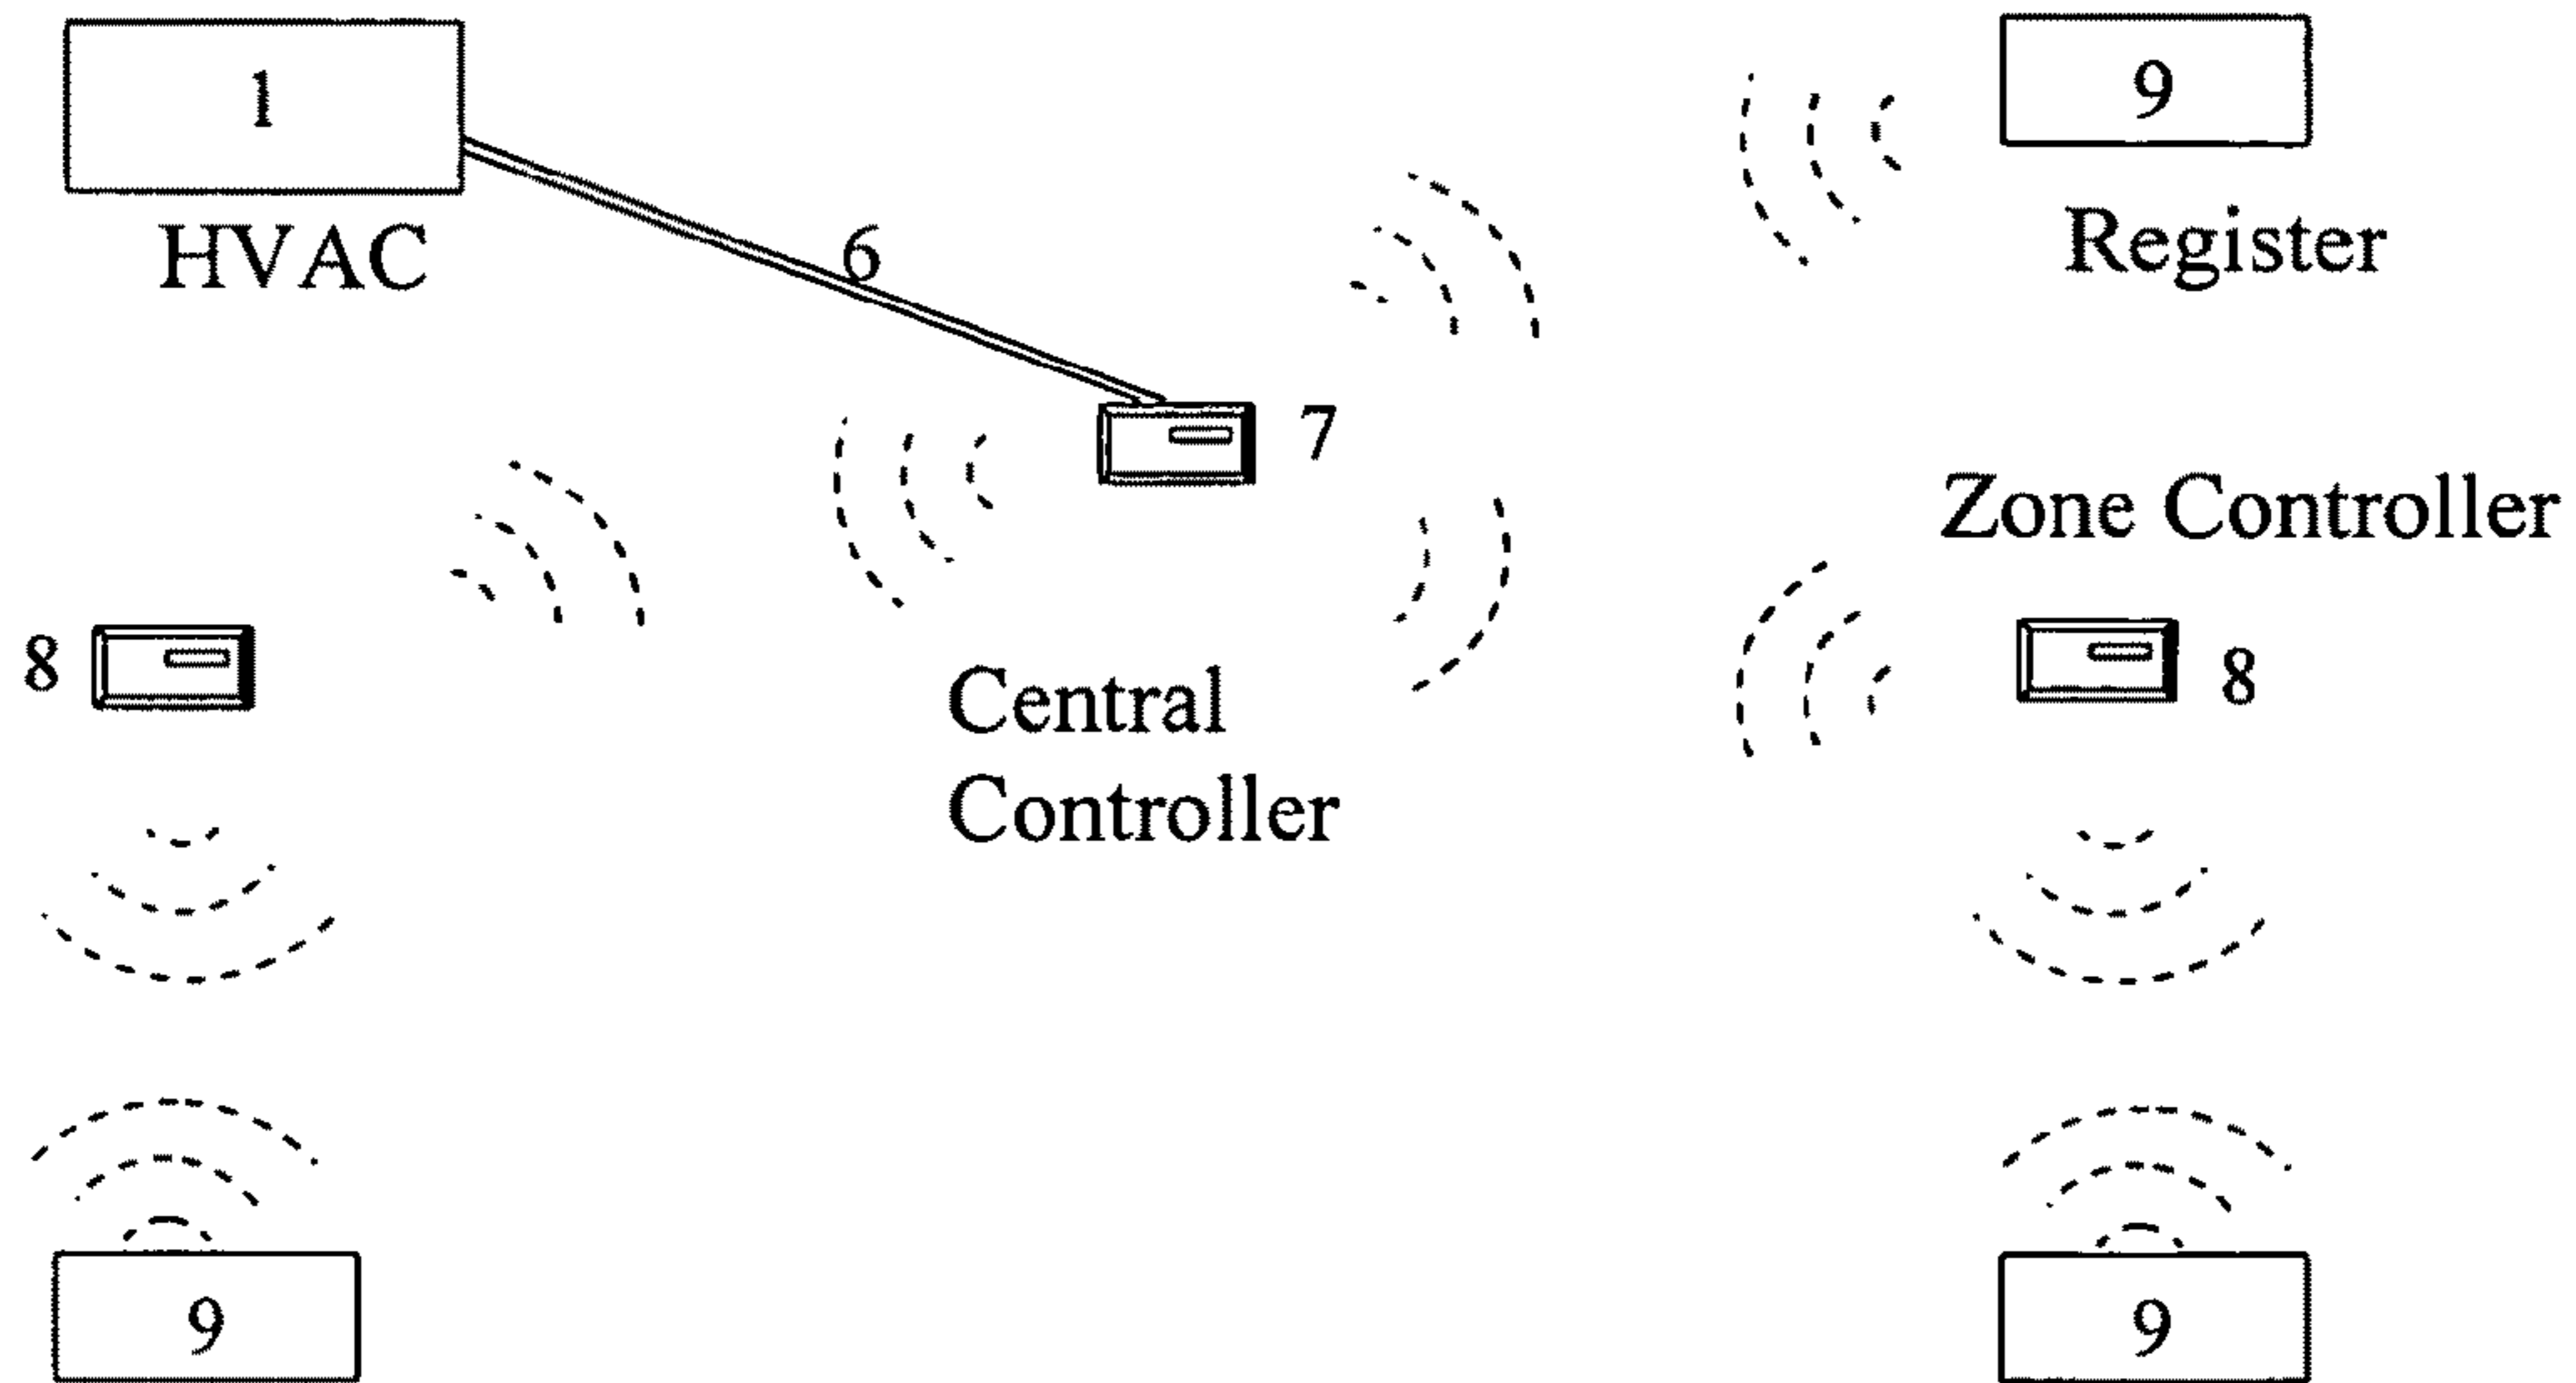 1
9
HVAC
6
Register
7
Zone Controller
8
Central
Controller
8
9
9